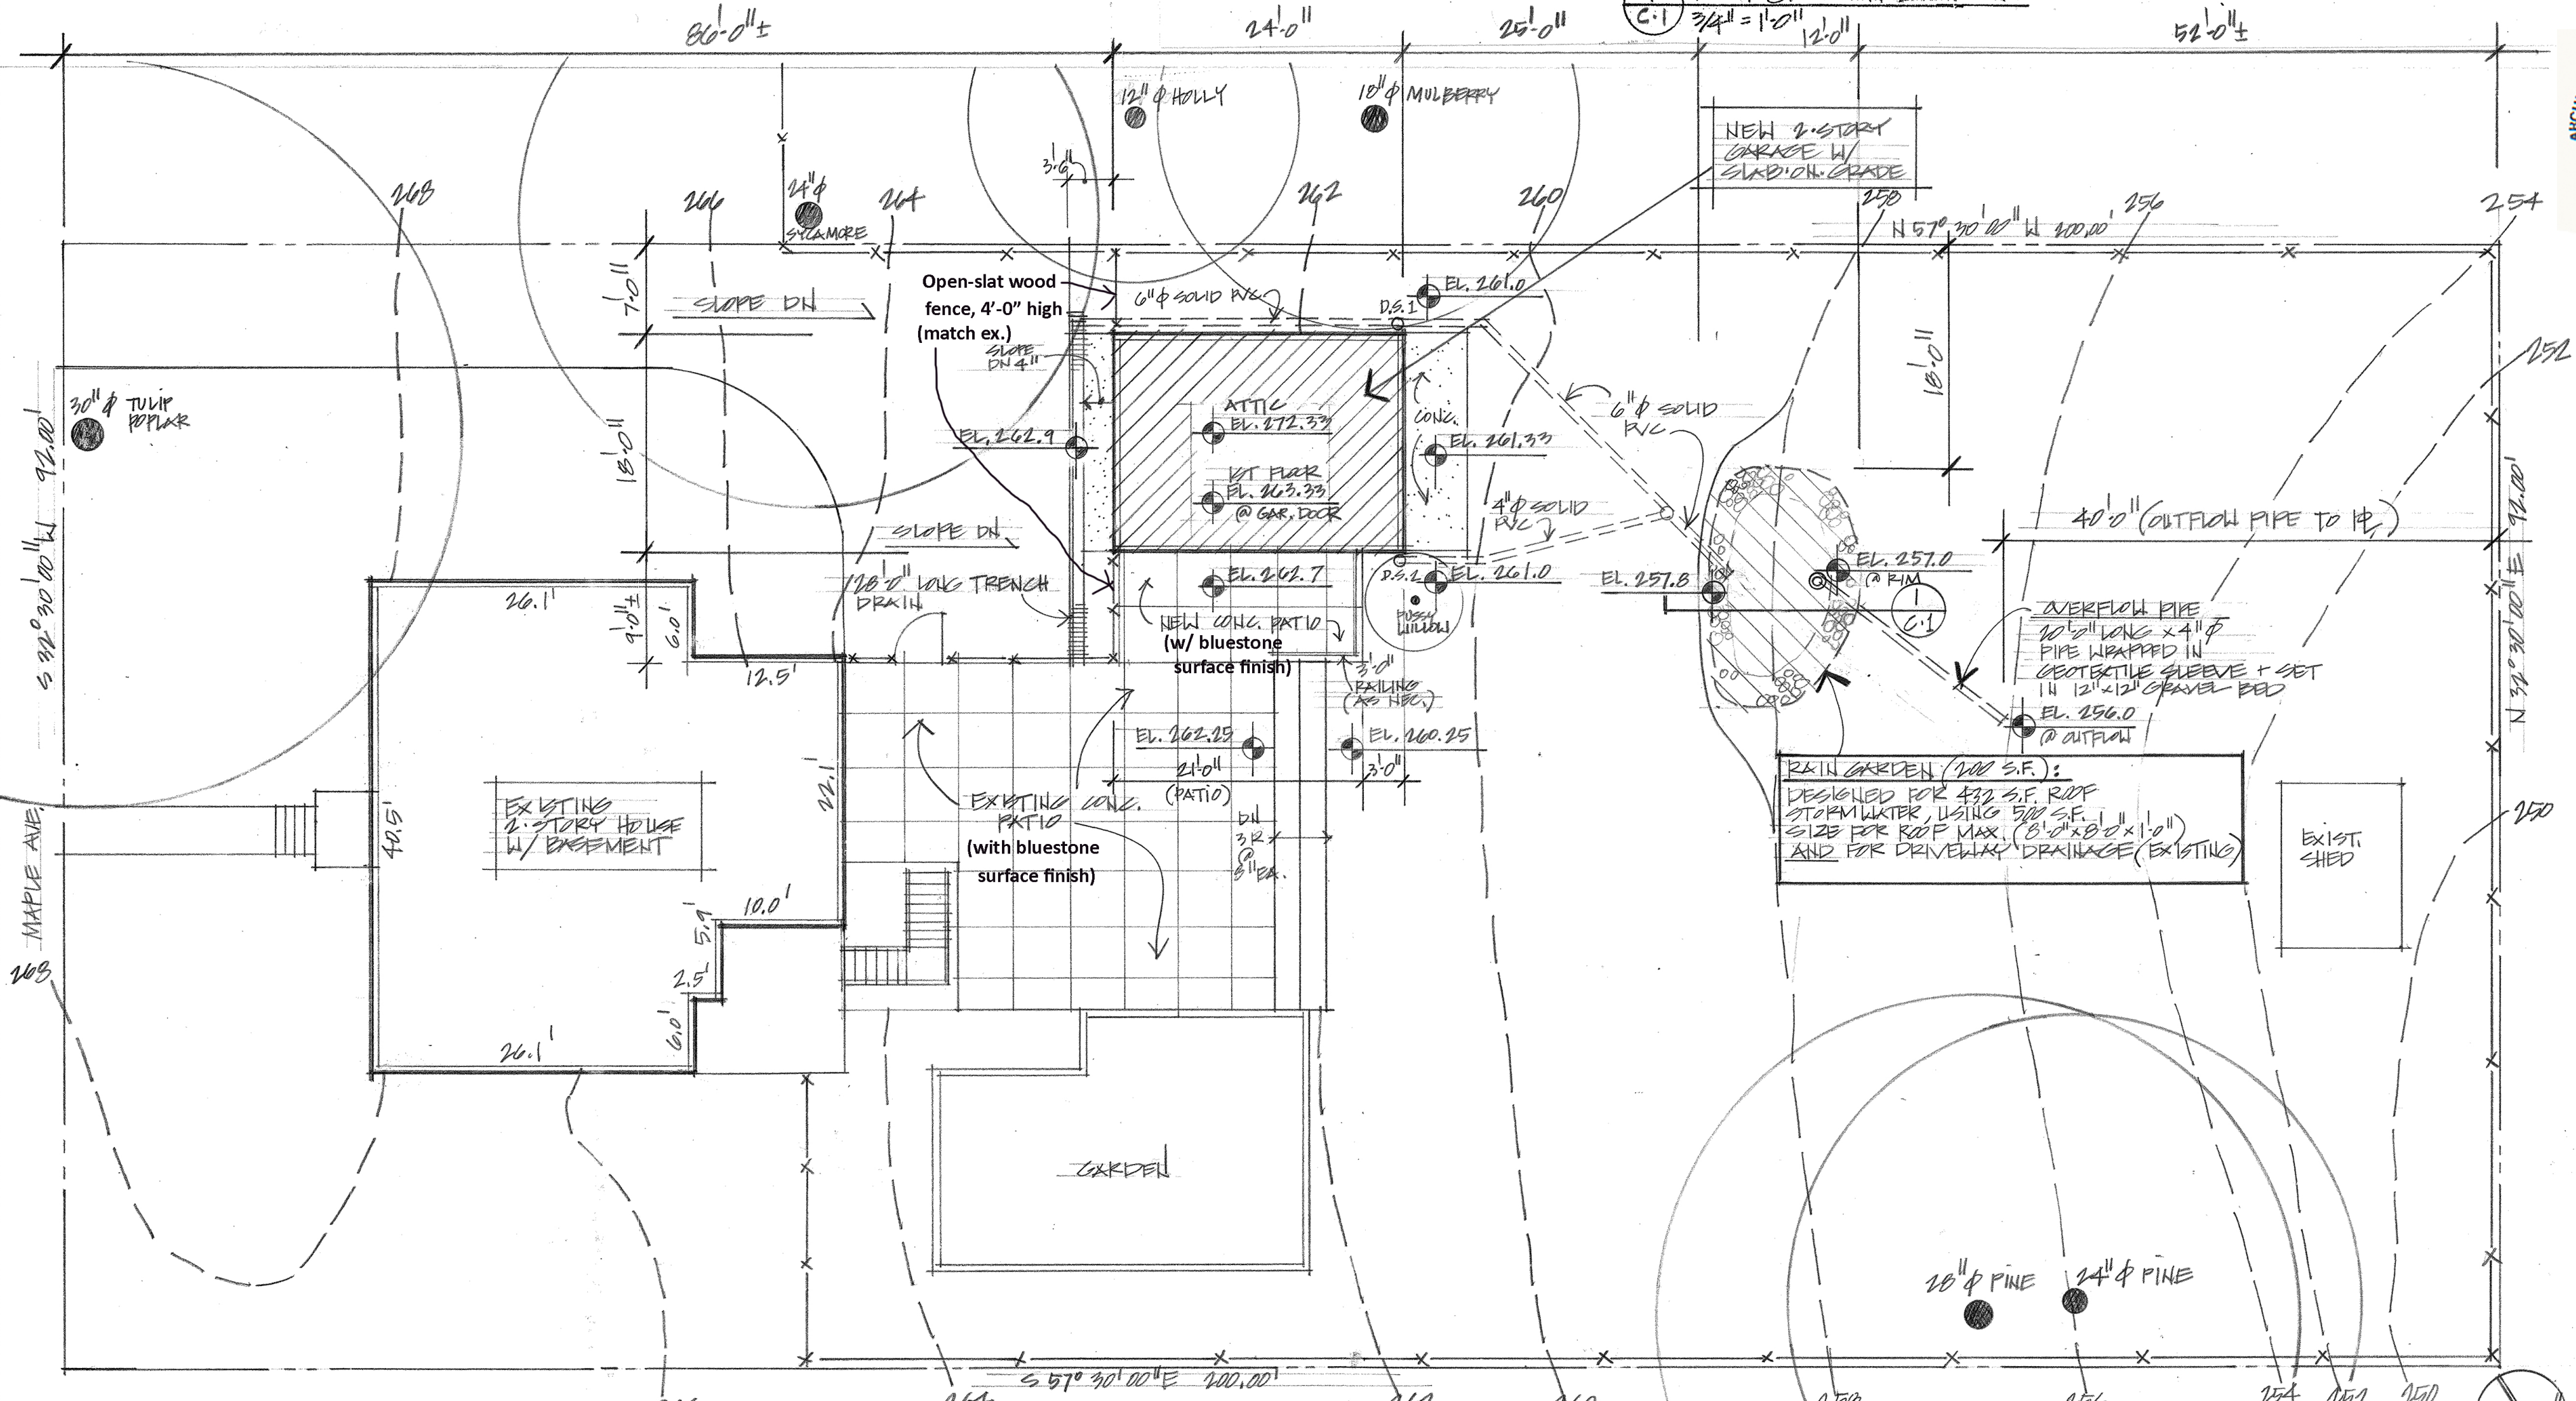 C.1
3/4" = 1'-0"
86'-0"±
24'-0"
25'-0"
12'-0"
52'-0"±
12"φ HOLLY
18"φ MULBERRY
NEW 2-STORY
GARAGE W/
SLAB-ON-GRADE
3'-6"
24"φ
SYCAMORE
268
266
264
262
260
258
256
254
N 57° 30' 00" W 200.00'
7'-0"
SLOPE DN
Open-slat wood
fence, 4'-0" high
(match ex.)
6"φ SOLID PVC
D.S.1
EL. 261.0
SLOPE
DN 4"
252
30"φ TULIP
POPLAR
S 32° 30' 00" W 92.00'
18'-0"
18'-0"
ATTIC
EL. 272.33
CONC.
6"φ SOLID
PVC
EL. 262.9
EL. 261.33
1ST FLOOR
EL. 263.33
@ GAR. DOOR
4"φ SOLID
PVC
SLOPE DN
40'-0" (OUTFLOW PIPE TO PL)
N 32° 30' 00" E 92.00'
28'-0" LONG TRENCH
DRAIN
EL. 262.7
D.S.2
EL. 261.0
EL. 257.8
EL. 257.0
@ RIM
1
C.1
26.1'
9'-0"±
6.0'
12.5'
NEW CONC. PATIO
(w/ bluestone
surface finish)
PUSSY
WILLOW
3'-0"
RAILING
(AS NEC.)
OVERFLOW PIPE
20'-0" LONG x 4"φ
PIPE WRAPPED IN
GEOTEXTILE SLEEVE + SET
IN 12"x12" GRAVEL BED
EL. 256.0
@ OUTFLOW
EL. 262.25
EL. 260.25
21'-0"
(PATIO)
3'-0"
RAIN GARDEN (200 S.F.):
DESIGNED FOR 432 S.F. ROOF
STORMWATER, USING 500 S.F.
SIZE FOR ROOF MAX. (8'-0"x8'-0"x1'-0")
AND FOR DRIVEWAY DRAINAGE (EXISTING)
EXIST.
SHED
250
MAPLE AVE.
40.5'
EXISTING
2-STORY HOUSE
W/ BASEMENT
22.1'
EXISTING CONC.
PATIO
(with bluestone
surface finish)
DN
3 R
@
8" EA.
10.0'
5.9'
2.5'
6.0'
26.1'
268
GARDEN
28"φ PINE
24"φ PINE
S 57° 30' 00" E 200.00'
264
262
260
258
256
254
252
250